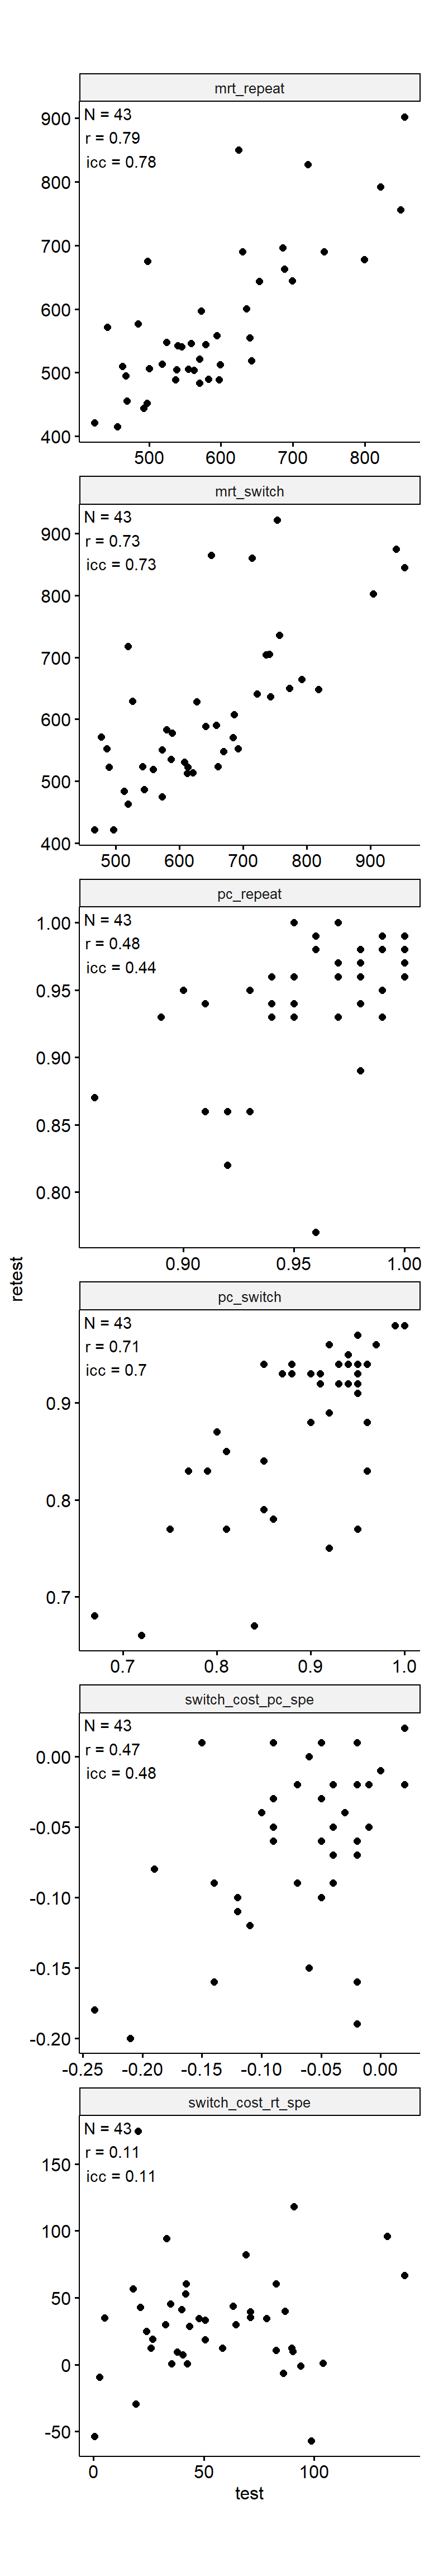 mrt_repeat
N = 43
r = 0.79
icc = 0.78
900
800
700
600
500
400
500 600 700 800
mrt_switch
N = 43
r = 0.73
icc = 0.73
900
800
700
600
500
400
500 600 700 800 900
pc_repeat
N = 43
r = 0.48
icc = 0.44
1.00
0.95
0.90
0.85
0.80
0.90 0.95 1.00
retest
pc_switch
N = 43
r = 0.71
icc = 0.7
0.9
0.8
0.7
0.7 0.8 0.9 1.0
switch_cost_pc_spe
N = 43
r = 0.47
icc = 0.48
0.00
-0.05
-0.10
-0.15
-0.20
-0.25 -0.20 -0.15 -0.10 -0.05 0.00
switch_cost_rt_spe
N = 43
r = 0.11
icc = 0.11
150
100
50
0
-50
0 50 100
test